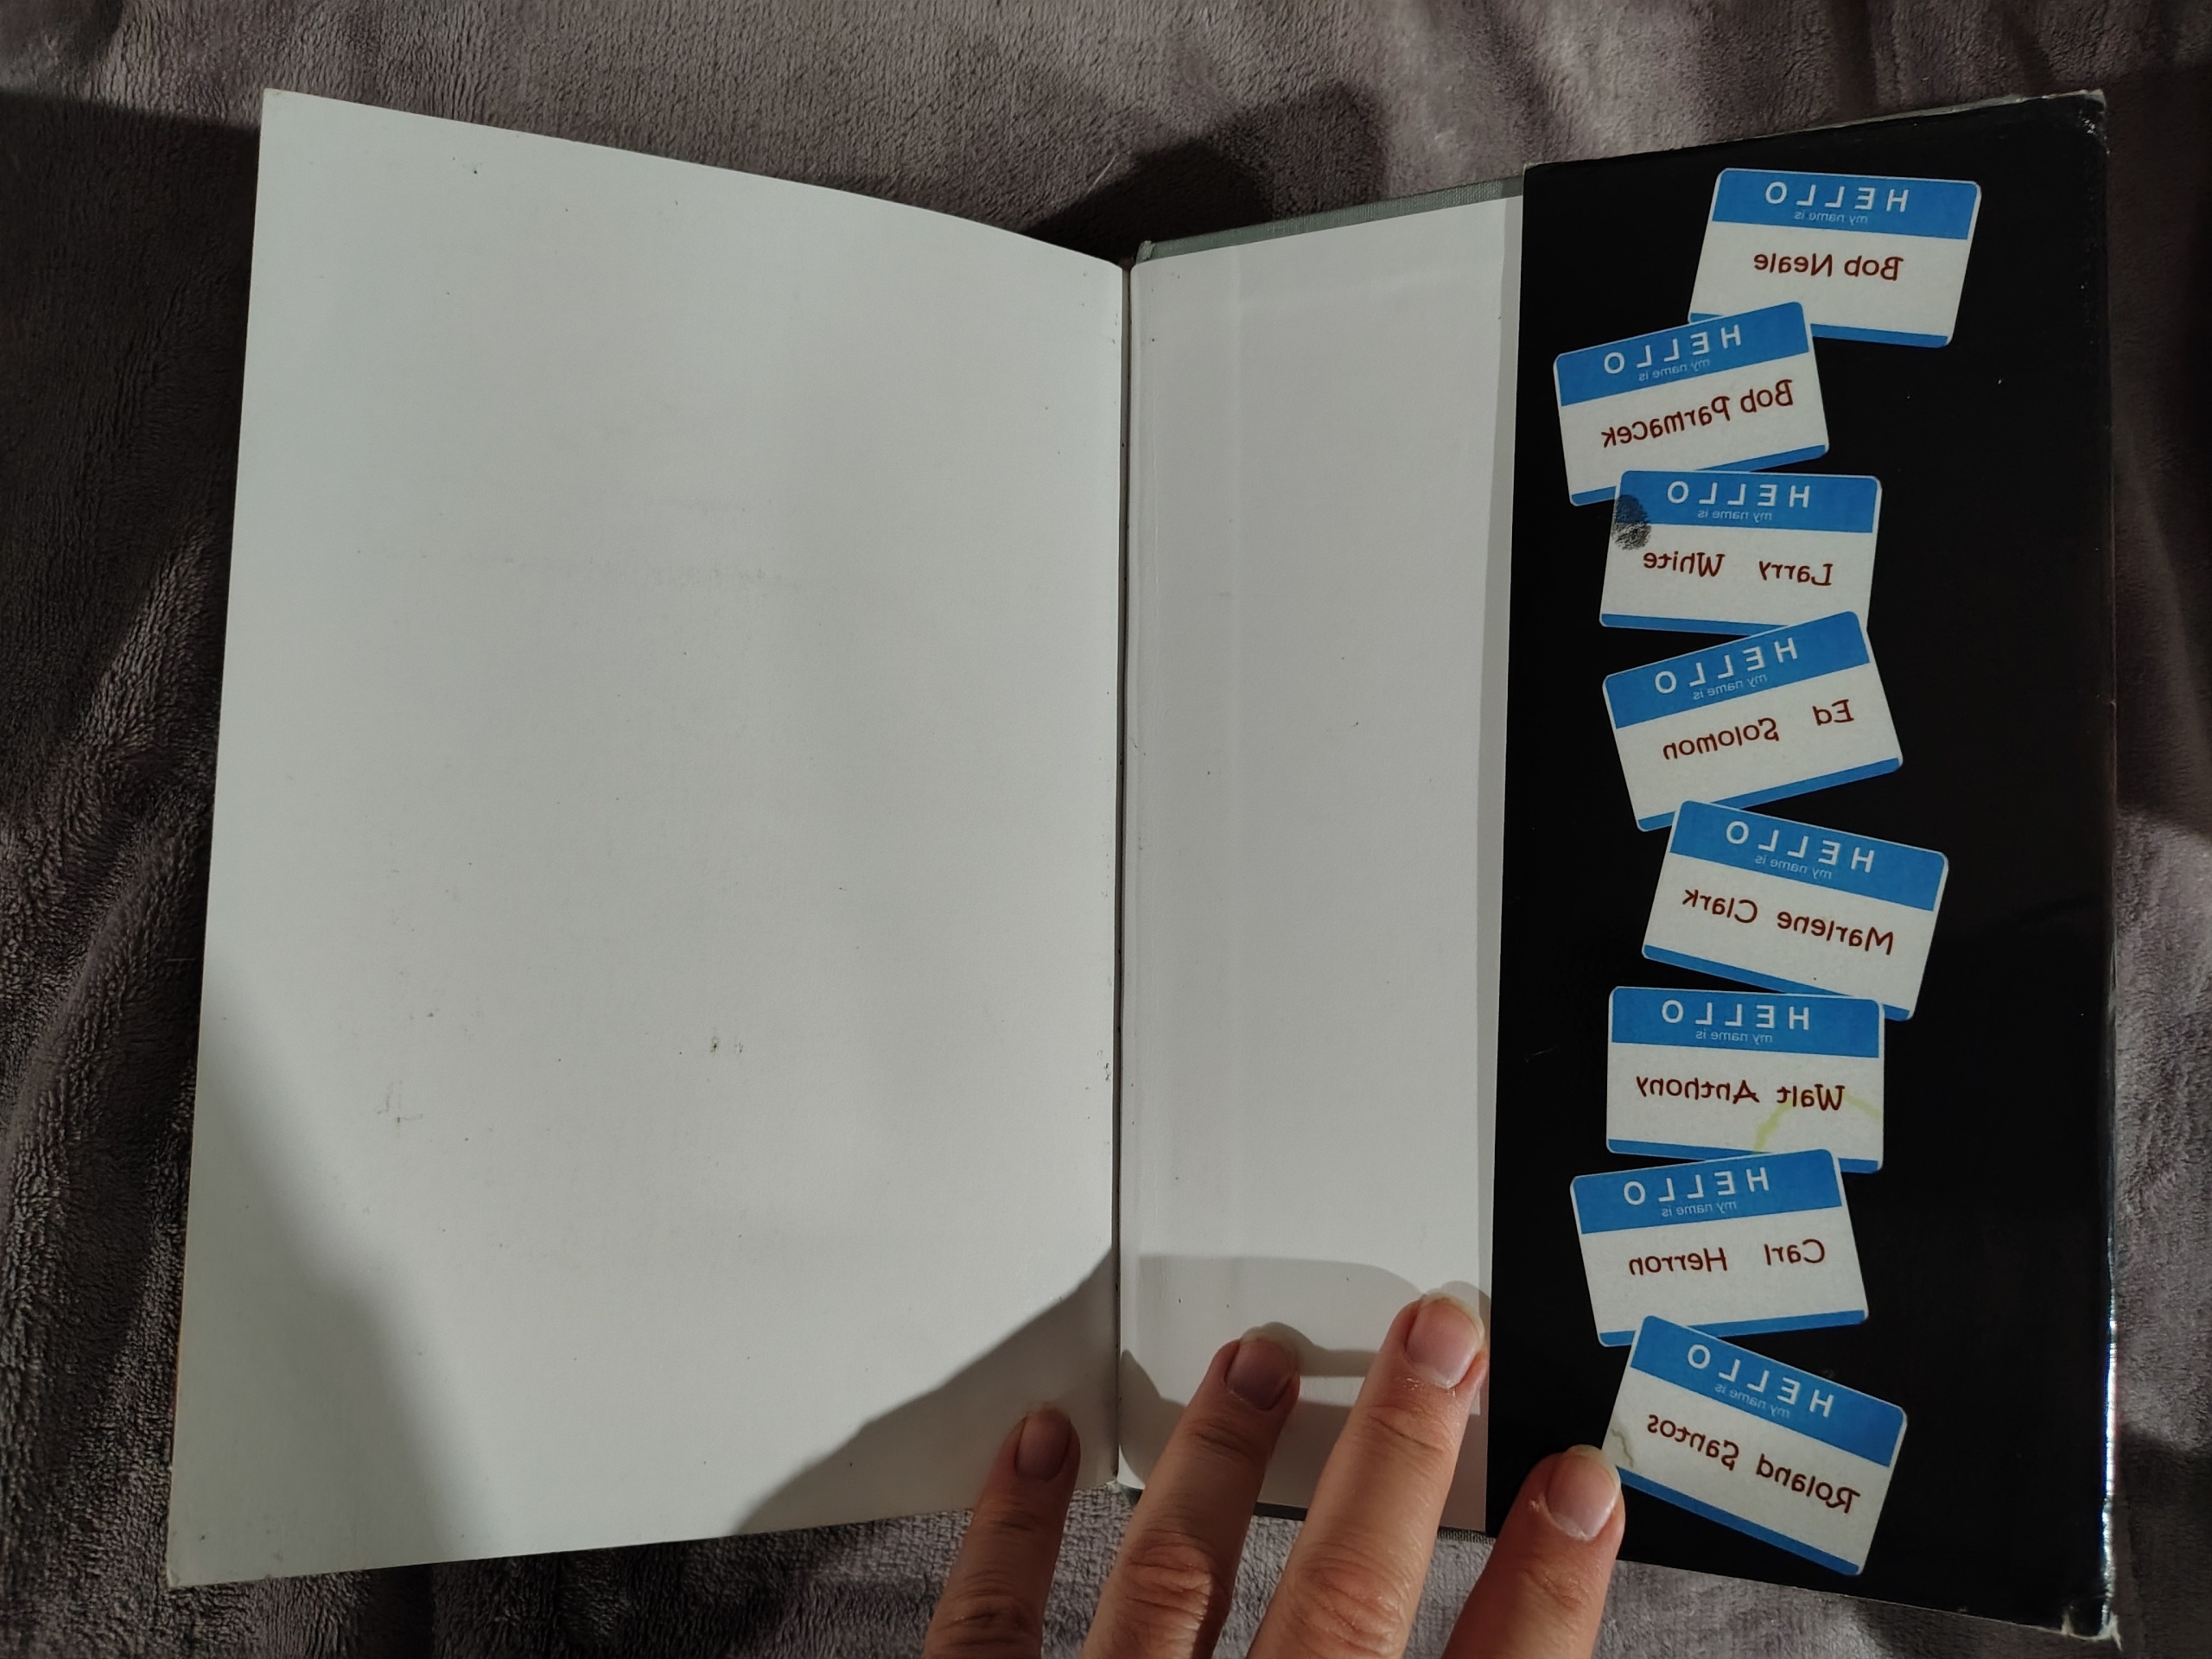 HELLO
my name is
Bob Neale
HELLO
my name is
Bob Parmacek
HELLO
my name is
Larry White
HELLO
my name is
Ed Solomon
HELLO
my name is
Marlene Clark
HELLO
my name is
Walt Anthony
HELLO
my name is
Carl Herron
HELLO
my name is
Roland Santos